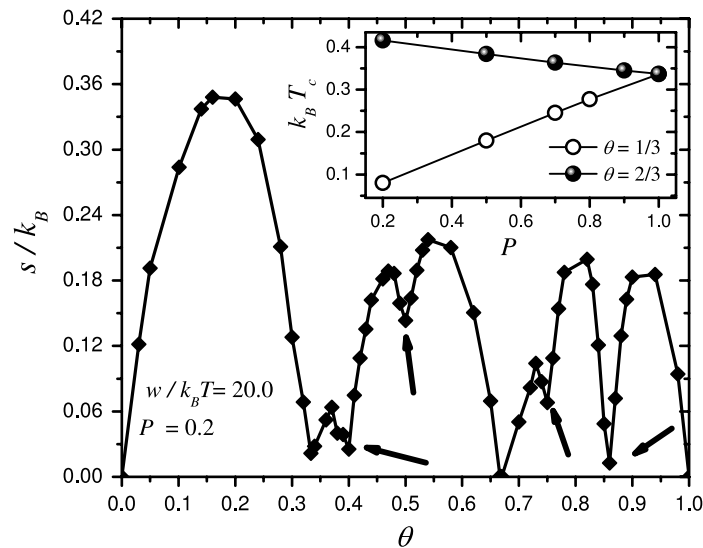 0.42
0.36
0.30
0.24
0.18
0.12
0.06
0.00
s / k_B
0.0 0.1 0.2 0.3 0.4 0.5 0.6 0.7 0.8 0.9 1.0
θ
w / k_B T = 20.0
P = 0.2
0.4
0.3
0.2
0.1
k_B T_c
0.2 0.4 0.6 0.8 1.0
P
θ = 1/3
θ = 2/3